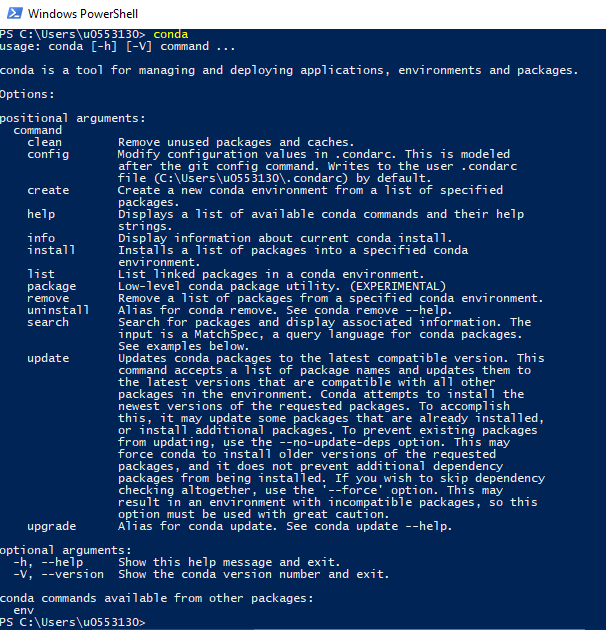 Windows PowerShell
PS C:\Users\u0553130> conda
usage: conda [-h] [-V] command ...
conda is a tool for managing and deploying applications, environments and packages.
Options:
positional arguments:
  command
    clean        Remove unused packages and caches.
    config       Modify configuration values in .condarc. This is modeled
                 after the git config command. Writes to the user .condarc
                 file (C:\Users\u0553130\.condarc) by default.
    create       Create a new conda environment from a list of specified
                 packages.
    help         Displays a list of available conda commands and their help
                 strings.
    info         Display information about current conda install.
    install      Installs a list of packages into a specified conda
                 environment.
    list         List linked packages in a conda environment.
    package      Low-level conda package utility. (EXPERIMENTAL)
    remove       Remove a list of packages from a specified conda environment.
    uninstall    Alias for conda remove. See conda remove --help.
    search       Search for packages and display associated information. The
                 input is a MatchSpec, a query language for conda packages.
                 See examples below.
    update       Updates conda packages to the latest compatible version. This
                 command accepts a list of package names and updates them to
                 the latest versions that are compatible with all other
                 packages in the environment. Conda attempts to install the
                 newest versions of the requested packages. To accomplish
                 this, it may update some packages that are already installed,
                 or install additional packages. To prevent existing packages
                 from updating, use the --no-update-deps option. This may
                 force conda to install older versions of the requested
                 packages, and it does not prevent additional dependency
                 packages from being installed. If you wish to skip dependency
                 checking altogether, use the '--force' option. This may
                 result in an environment with incompatible packages, so this
                 option must be used with great caution.
    upgrade      Alias for conda update. See conda update --help.
optional arguments:
  -h, --help     Show this help message and exit.
  -V, --version  Show the conda version number and exit.
conda commands available from other packages:
  env
PS C:\Users\u0553130>